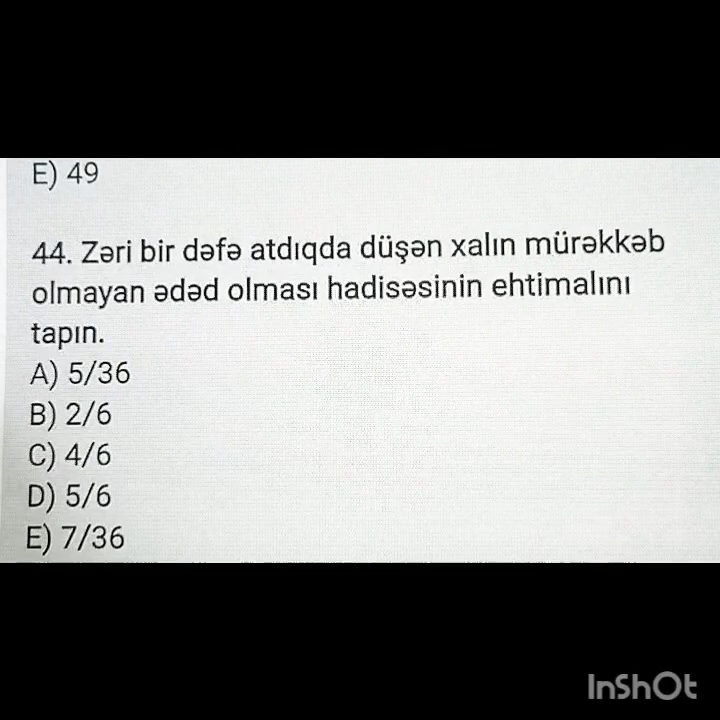 E) 49
44. Zəri bir dəfə atdıqda düşən xalın mürəkkəb
olmayan ədəd olması hadisəsinin ehtimalını
tapın.
A) 5/36
B) 2/6
C) 4/6
D) 5/6
E) 7/36
InShOt